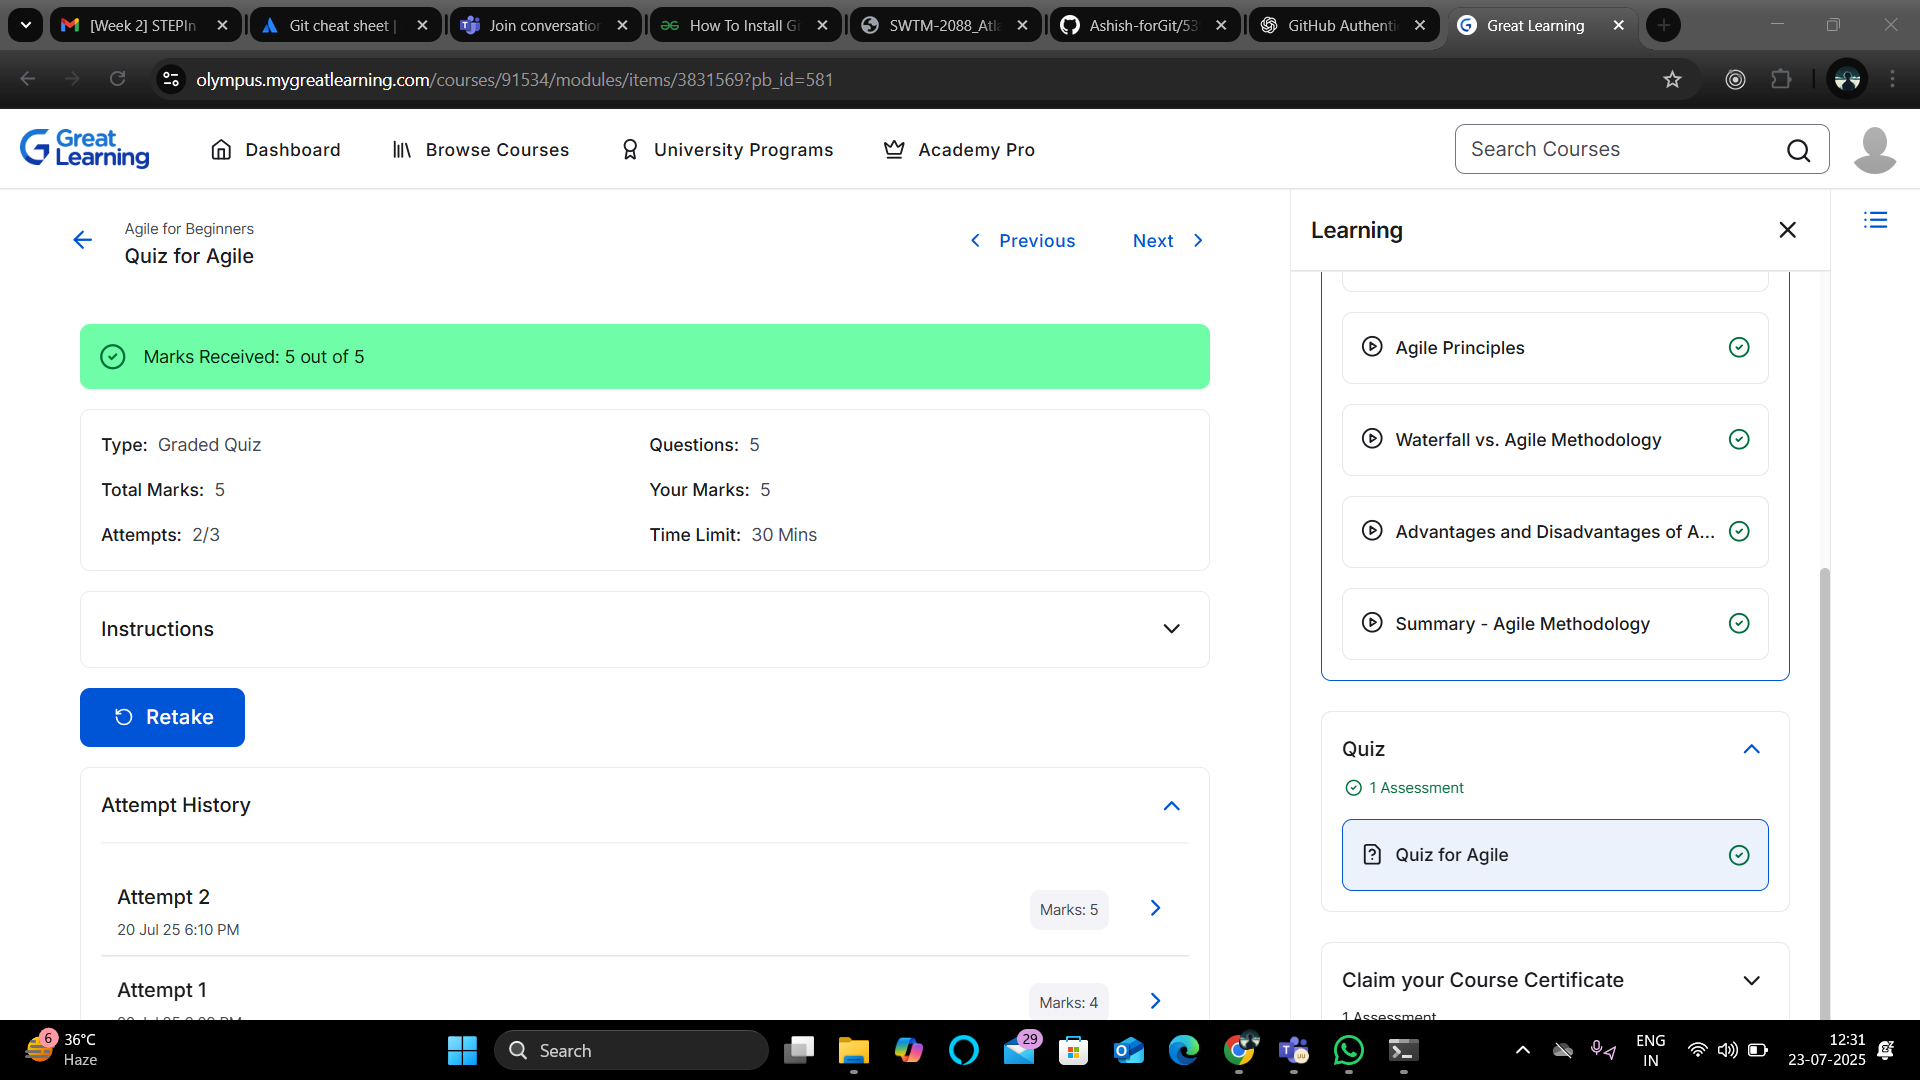 [Week 2] STEPIn
Git cheat sheet |
Join conversation
How To Install Gi
SWTM-2088_Atla
Ashish-forGit/53
GitHub Authenti
Great Learning
olympus.mygreatlearning.com/courses/91534/modules/items/3831569?pb_id=581
Great
Learning
Dashboard
Browse Courses
University Programs
Academy Pro
Search Courses
Agile for Beginners
Quiz for Agile
Previous
Next
Marks Received: 5 out of 5
Type: Graded Quiz
Questions: 5
Total Marks: 5
Your Marks: 5
Attempts: 2/3
Time Limit: 30 Mins
Instructions
Retake
Attempt History
Attempt 2
20 Jul 25 6:10 PM
Marks: 5
Attempt 1
Marks: 4
Learning
Agile Principles
Waterfall vs. Agile Methodology
Advantages and Disadvantages of A...
Summary - Agile Methodology
Quiz
1 Assessment
Quiz for Agile
Claim your Course Certificate
1 Assessment
6
36°C
Haze
Search
29
ENG
IN
12:31
23-07-2025